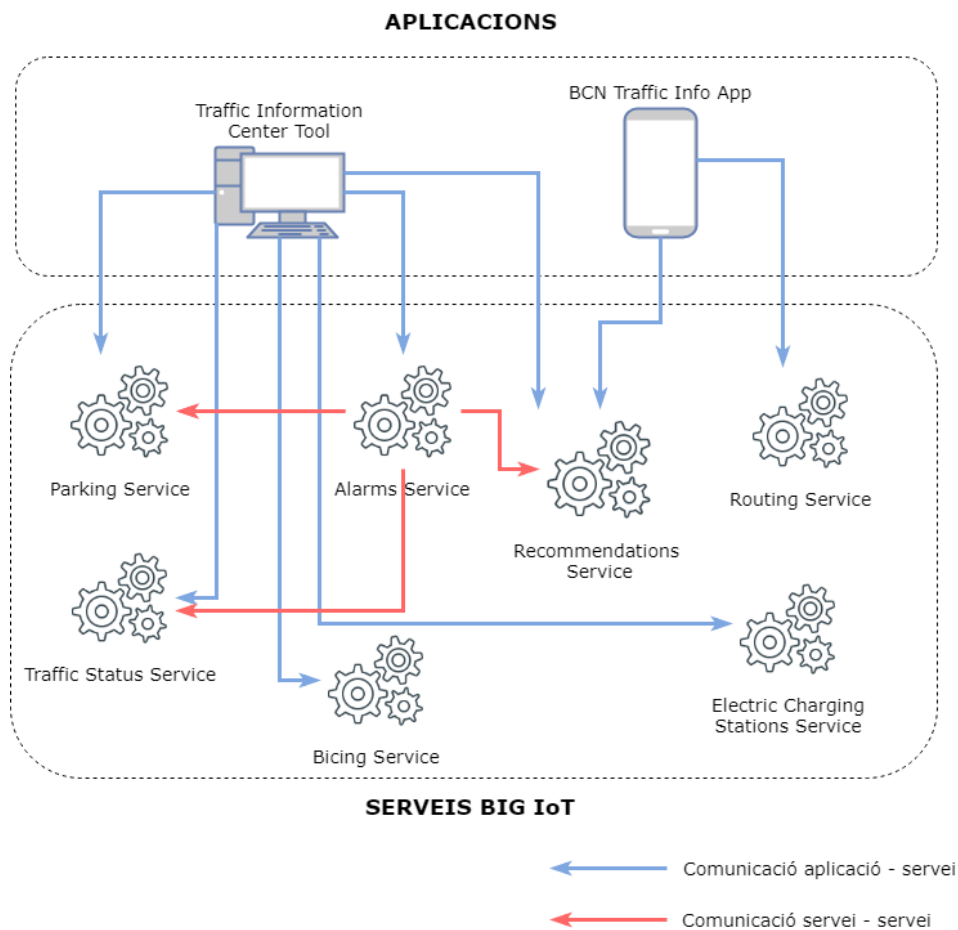 APLICACIONS
Traffic Information
Center Tool
BCN Traffic Info App
Parking Service
Alarms Service
Recommendations
Service
Routing Service
Traffic Status Service
Bicing Service
Electric Charging
Stations Service
SERVEIS BIG IoT
Comunicació aplicació - servei
Comunicació servei - servei